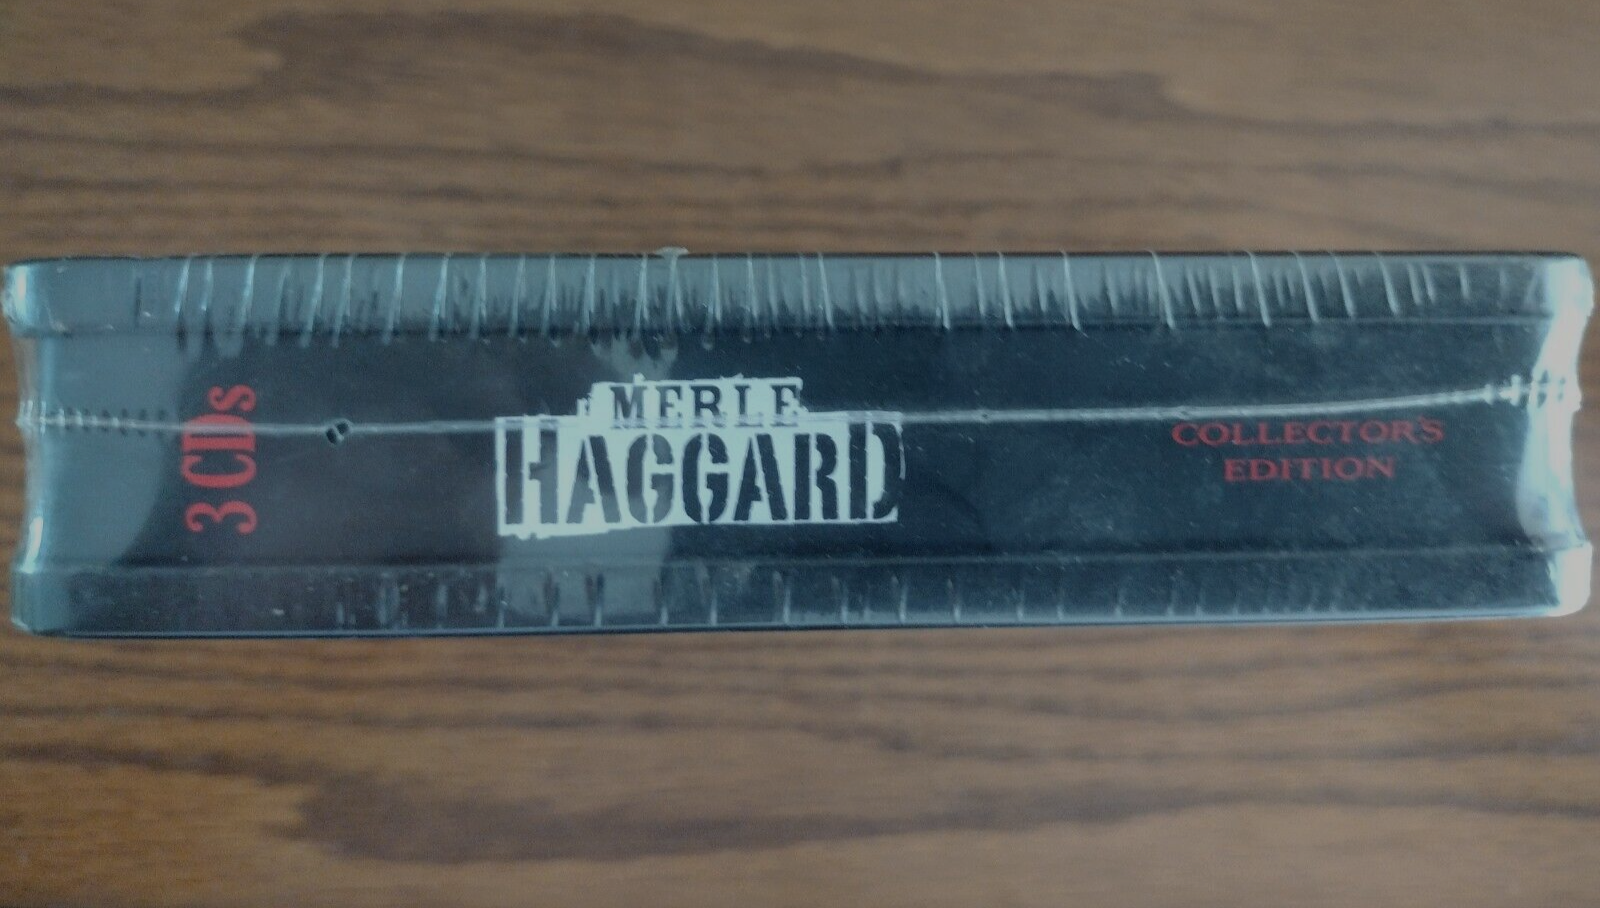 3 CDs
MERLE
HAGGARD
COLLECTOR'S
EDITION